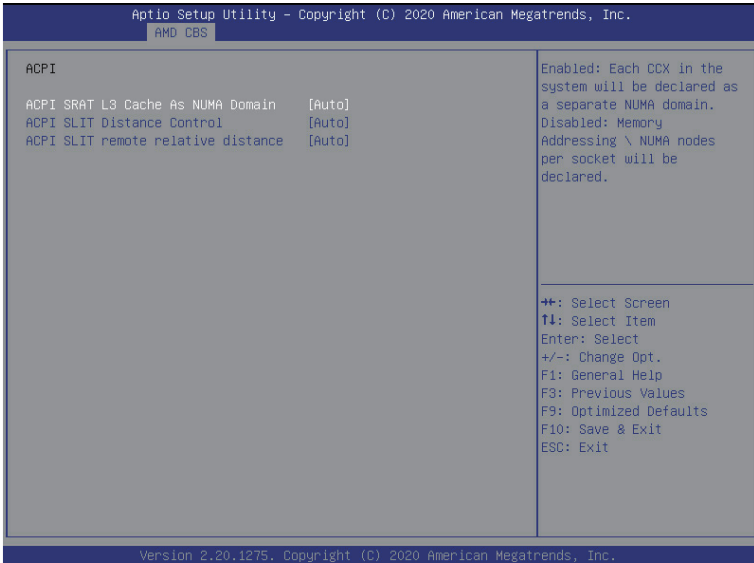 Aptio Setup Utility – Copyright (C) 2020 American Megatrends, Inc.
AMD CBS
ACPI
ACPI SRAT L3 Cache As NUMA Domain [Auto]
ACPI SLIT Distance Control [Auto]
ACPI SLIT remote relative distance [Auto]
Enabled: Each CCX in the
system will be declared as
a separate NUMA domain.
Disabled: Memory
Addressing \ NUMA nodes
per socket will be
declared.
→←: Select Screen
↑↓: Select Item
Enter: Select
+/-: Change Opt.
F1: General Help
F3: Previous Values
F9: Optimized Defaults
F10: Save & Exit
ESC: Exit
Version 2.20.1275. Copyright (C) 2020 American Megatrends, Inc.